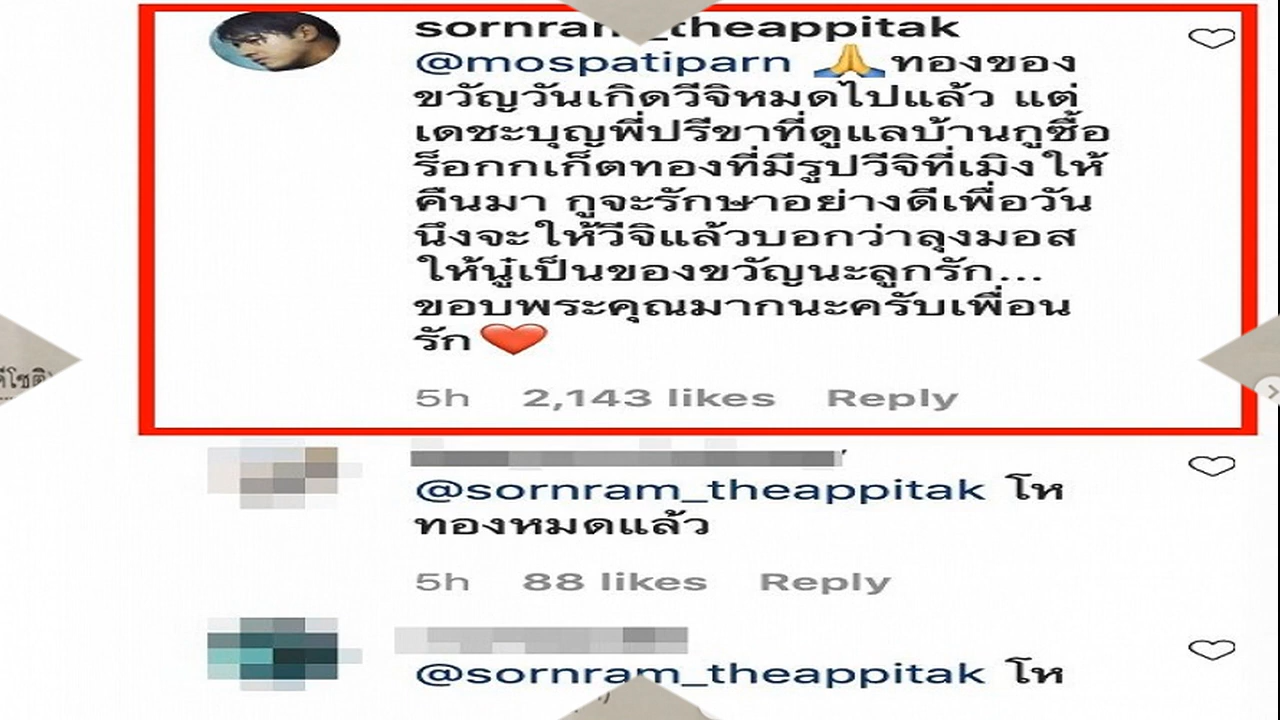 sornram_theappitak
@mospatiparn 🙏ทองของ
ขวัญวันเกิดวีจิหมดไปแล้ว แต่
เดชะบุญพี่ปรีชาที่ดูแลบ้านกูซื้อ
ร็อกกเก็ตทองที่มีรูปวีจิที่เมิงให้
คืนมา กูจะรักษาอย่างดีเพื่อวัน
นึงจะให้วีจิแล้วบอกว่าลุงมอส
ให้นู๋เป็นของขวัญนะลูกรัก...
ขอบพระคุณมากนะครับเพื่อน
รัก ❤️
5h 2,143 likes Reply
@sornram_theappitak โห
ทองหมดแล้ว
5h 88 likes Reply
@sornram_theappitak โห